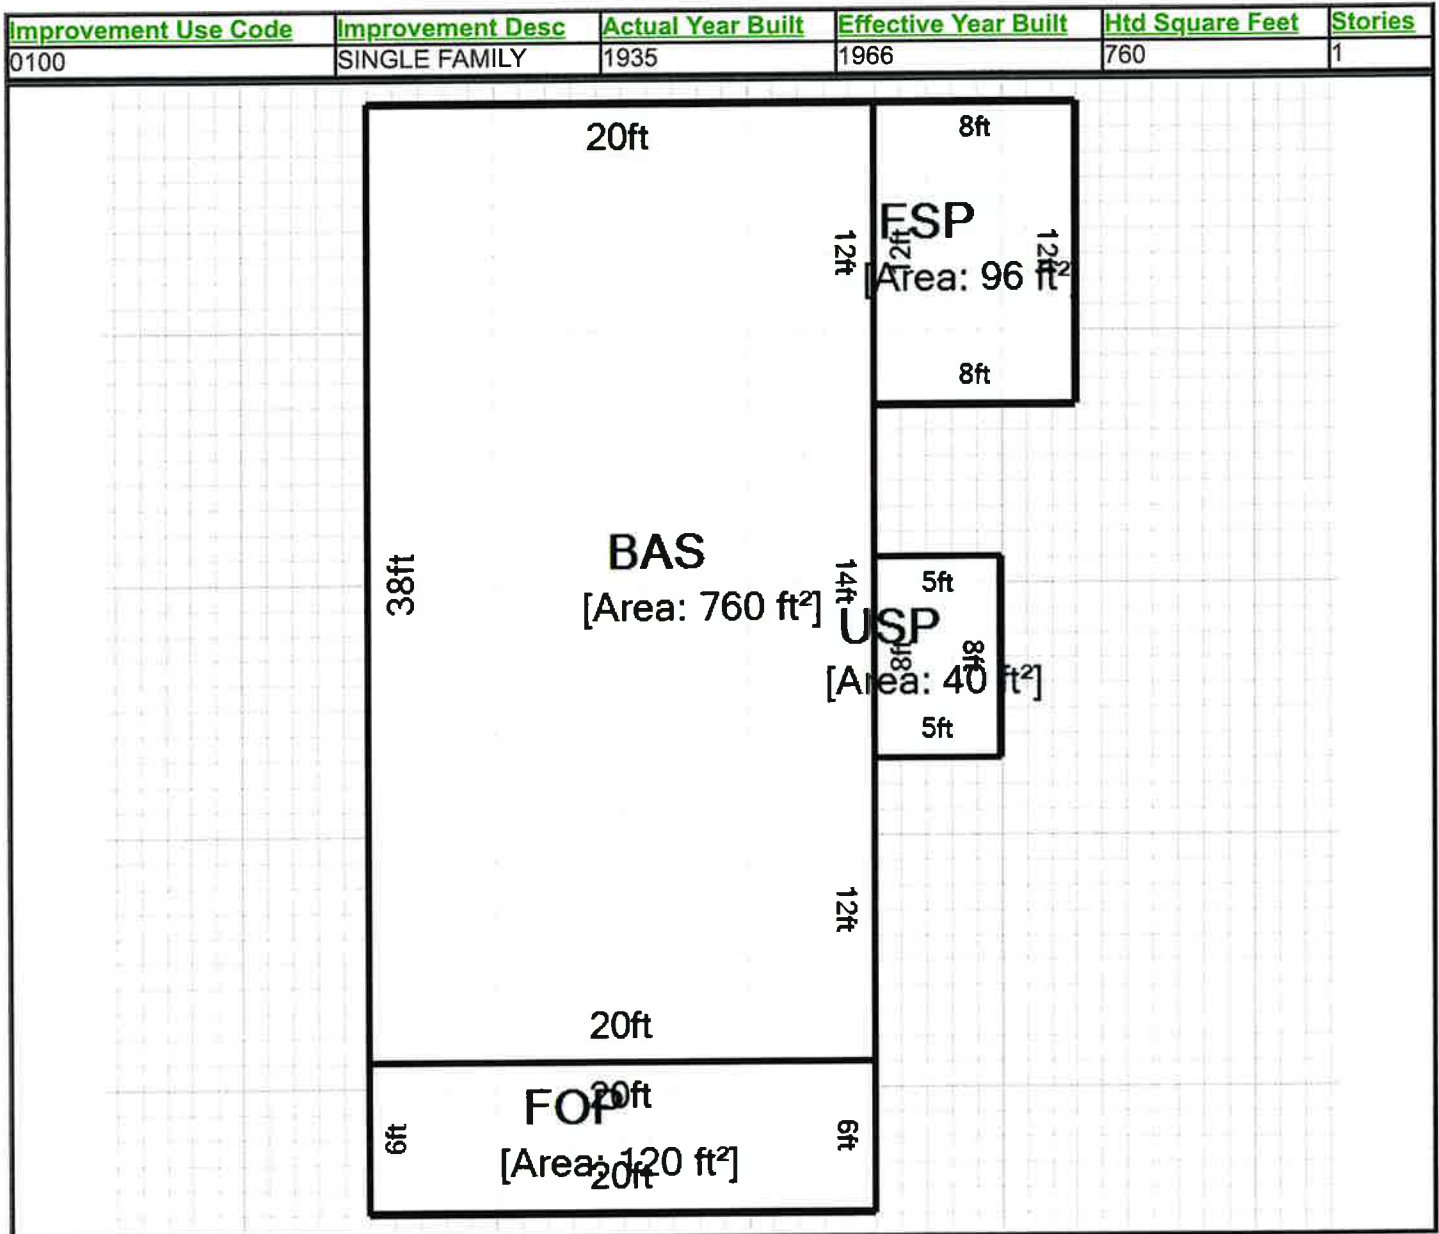 Improvement Use Code Improvement Desc Actual Year Built Effective Year Built Htd Square Feet Stories
0100 SINGLE FAMILY 1935 1966 760 1
20ft
8ft
FSP
12ft
12ft
12ft
[Area: 96 ft²]
8ft
BAS
[Area: 760 ft²]
38ft
14ft
5ft
USP
8ft
8ft
[Area: 40 ft²]
5ft
12ft
20ft
20ft
FOP
6ft
6ft
[Area: 120 ft²]
20ft